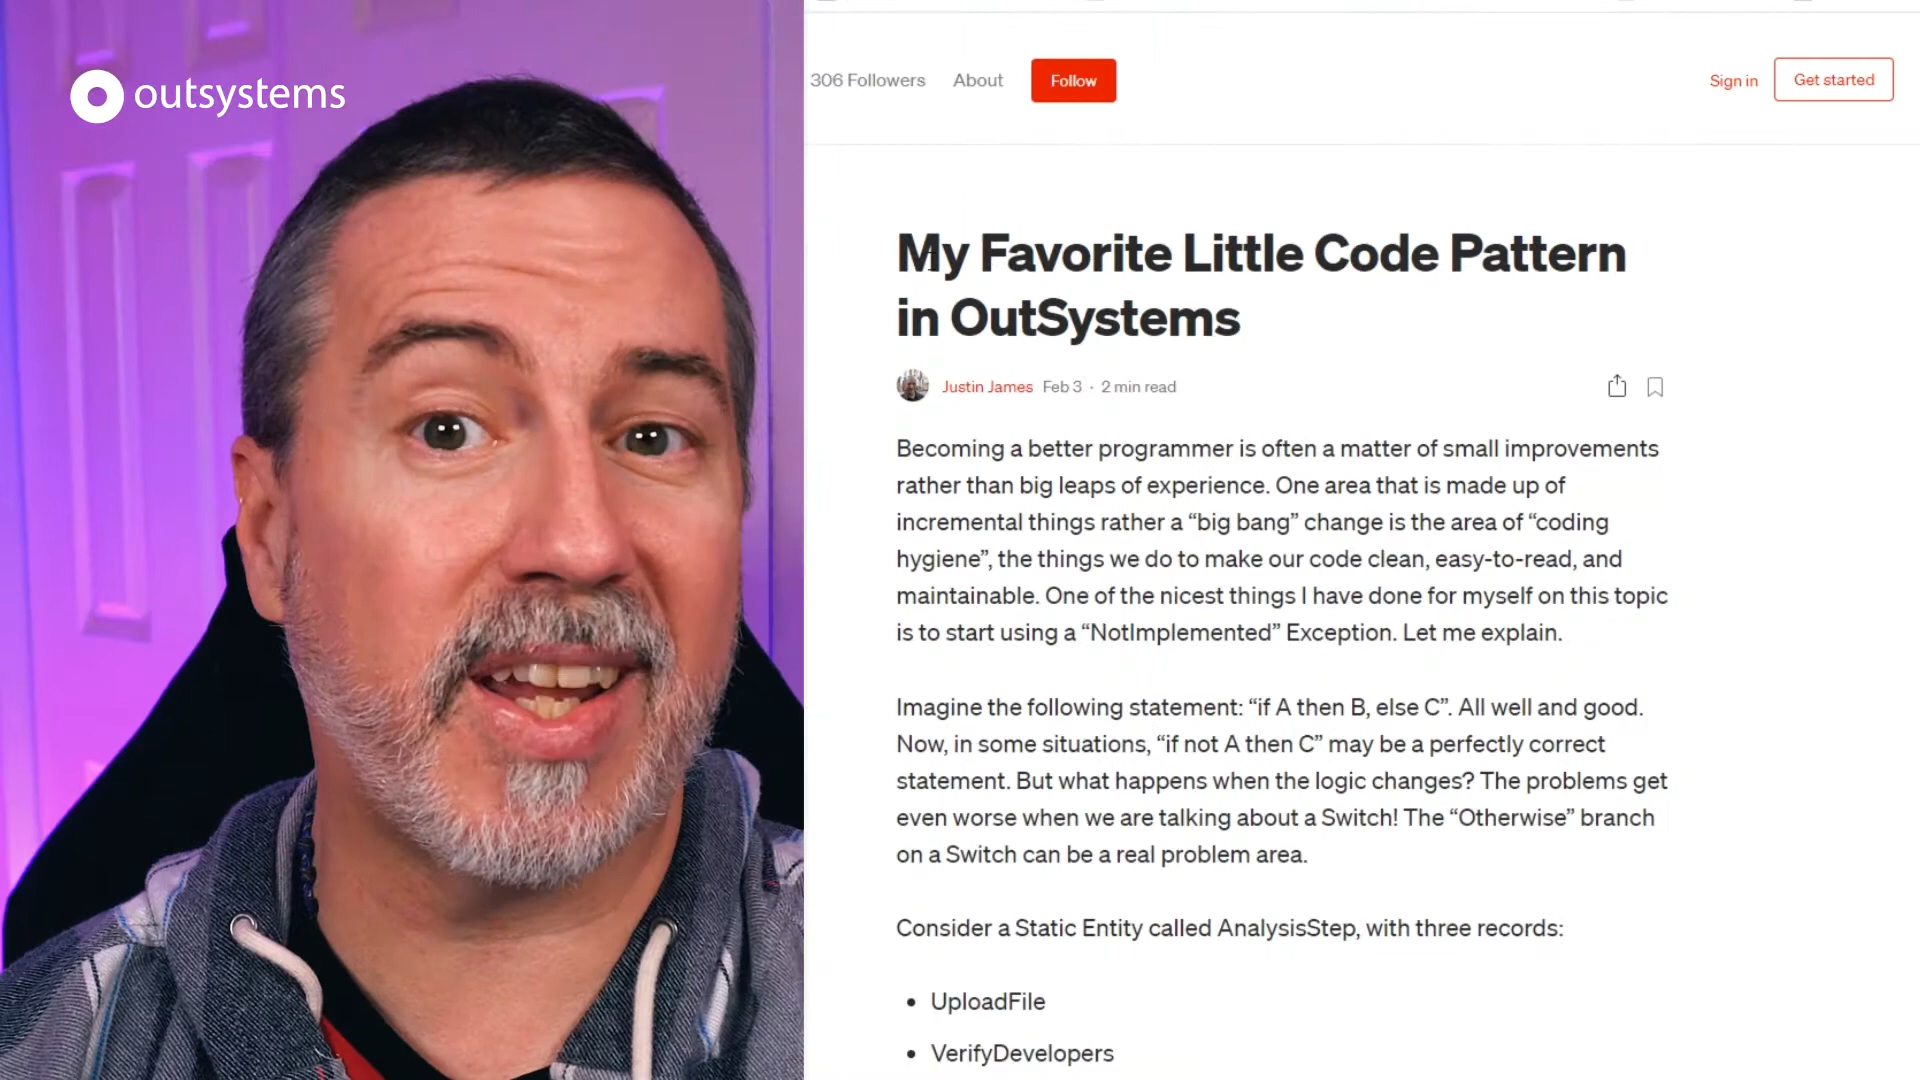 outsystems
306 Followers About Follow Sign in Get started
My Favorite Little Code Pattern
in OutSystems
Justin James Feb 3 · 2 min read
Becoming a better programmer is often a matter of small improvements
rather than big leaps of experience. One area that is made up of
incremental things rather a “big bang” change is the area of “coding
hygiene”, the things we do to make our code clean, easy-to-read, and
maintainable. One of the nicest things I have done for myself on this topic
is to start using a “NotImplemented” Exception. Let me explain.
Imagine the following statement: “if A then B, else C”. All well and good.
Now, in some situations, “if not A then C” may be a perfectly correct
statement. But what happens when the logic changes? The problems get
even worse when we are talking about a Switch! The “Otherwise” branch
on a Switch can be a real problem area.
Consider a Static Entity called AnalysisStep, with three records:
• UploadFile
• VerifyDevelopers